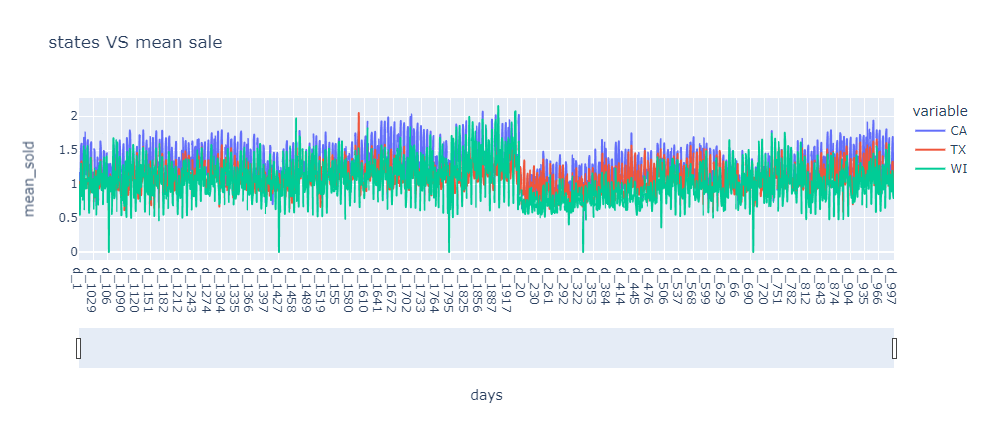 states VS mean sale
mean_sold
2
1.5
1
0.5
0
d_1
d_1029
d_106
d_1090
d_1120
d_1151
d_1182
d_1212
d_1243
d_1274
d_1304
d_1335
d_1366
d_1397
d_1427
d_1458
d_1489
d_1519
d_155
d_1580
d_1610
d_1641
d_1672
d_1702
d_1733
d_1764
d_1795
d_1825
d_1856
d_1887
d_1917
d_20
d_230
d_261
d_292
d_322
d_353
d_384
d_414
d_445
d_476
d_506
d_537
d_568
d_599
d_629
d_66
d_690
d_720
d_751
d_782
d_812
d_843
d_874
d_904
d_935
d_966
d_997
days
variable
CA
TX
WI